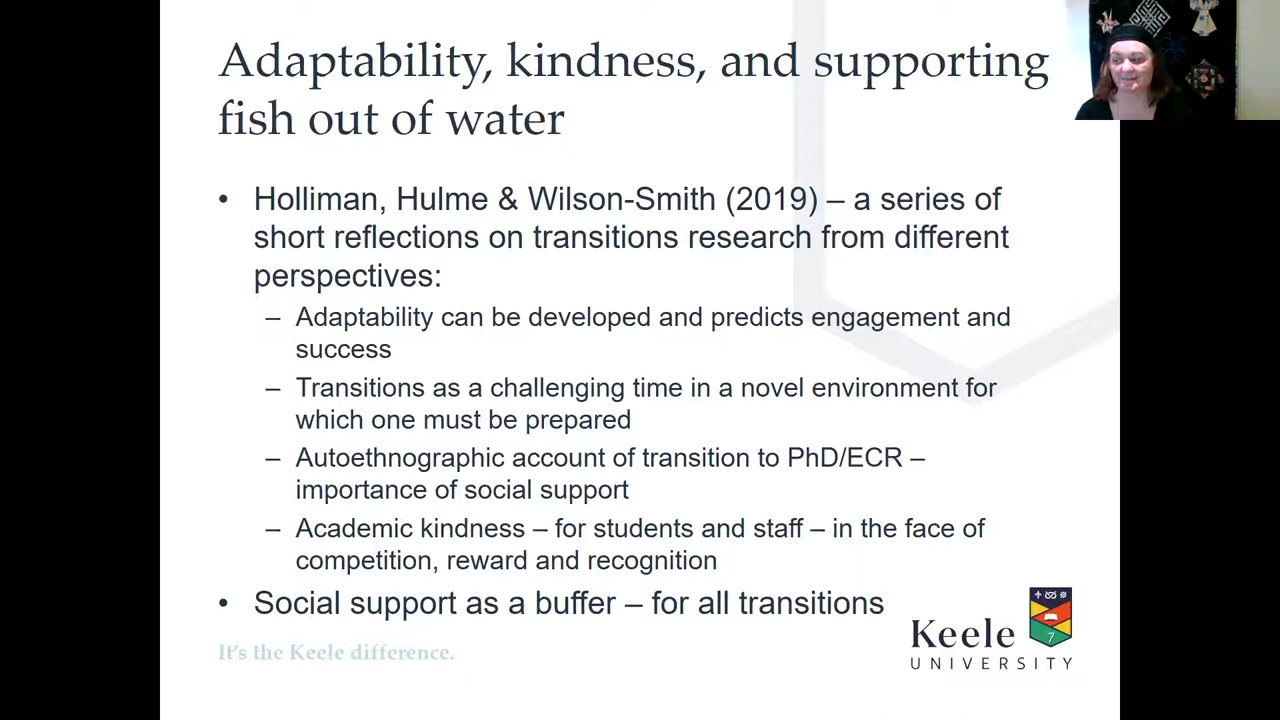 Adaptability, kindness, and supporting
fish out of water
• Holliman, Hulme & Wilson-Smith (2019) – a series of
short reflections on transitions research from different
perspectives:
– Adaptability can be developed and predicts engagement and
success
– Transitions as a challenging time in a novel environment for
which one must be prepared
– Autoethnographic account of transition to PhD/ECR –
importance of social support
– Academic kindness – for students and staff – in the face of
competition, reward and recognition
• Social support as a buffer – for all transitions
It's the Keele difference.
Keele
UNIVERSITY